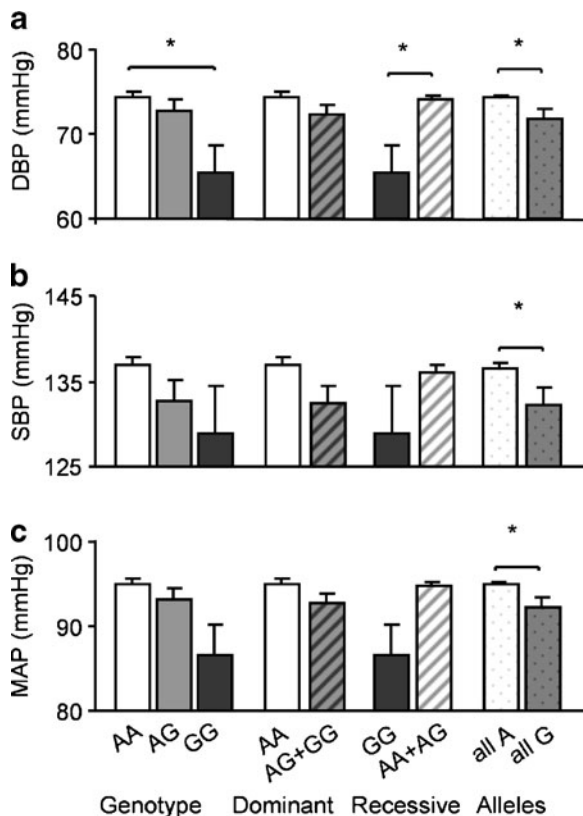 a
80
*
*
*
70
60
DBP (mmHg)
b
145
*
135
125
SBP (mmHg)
c
100
*
90
80
MAP (mmHg)
AA AG GG AA AG+GG GG AA+AG all A all G
Genotype Dominant Recessive Alleles